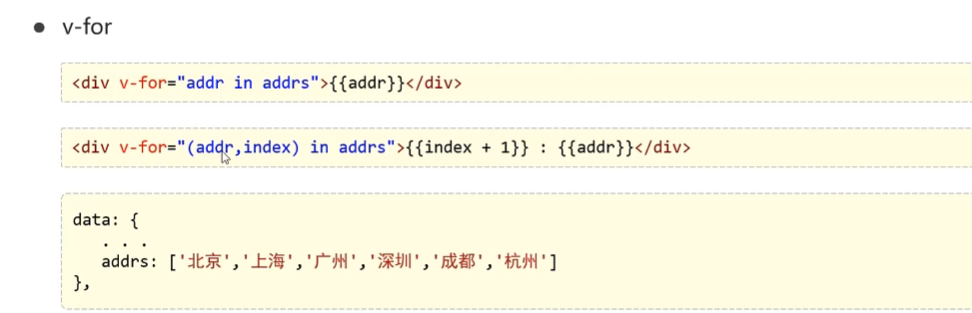 ● v-for
<div v-for="addr in addrs">{{addr}}</div>
<div v-for="(addr,index) in addrs">{{index + 1}} : {{addr}}</div>
data: {
. . .
addrs: ['北京','上海','广州','深圳','成都','杭州']
},